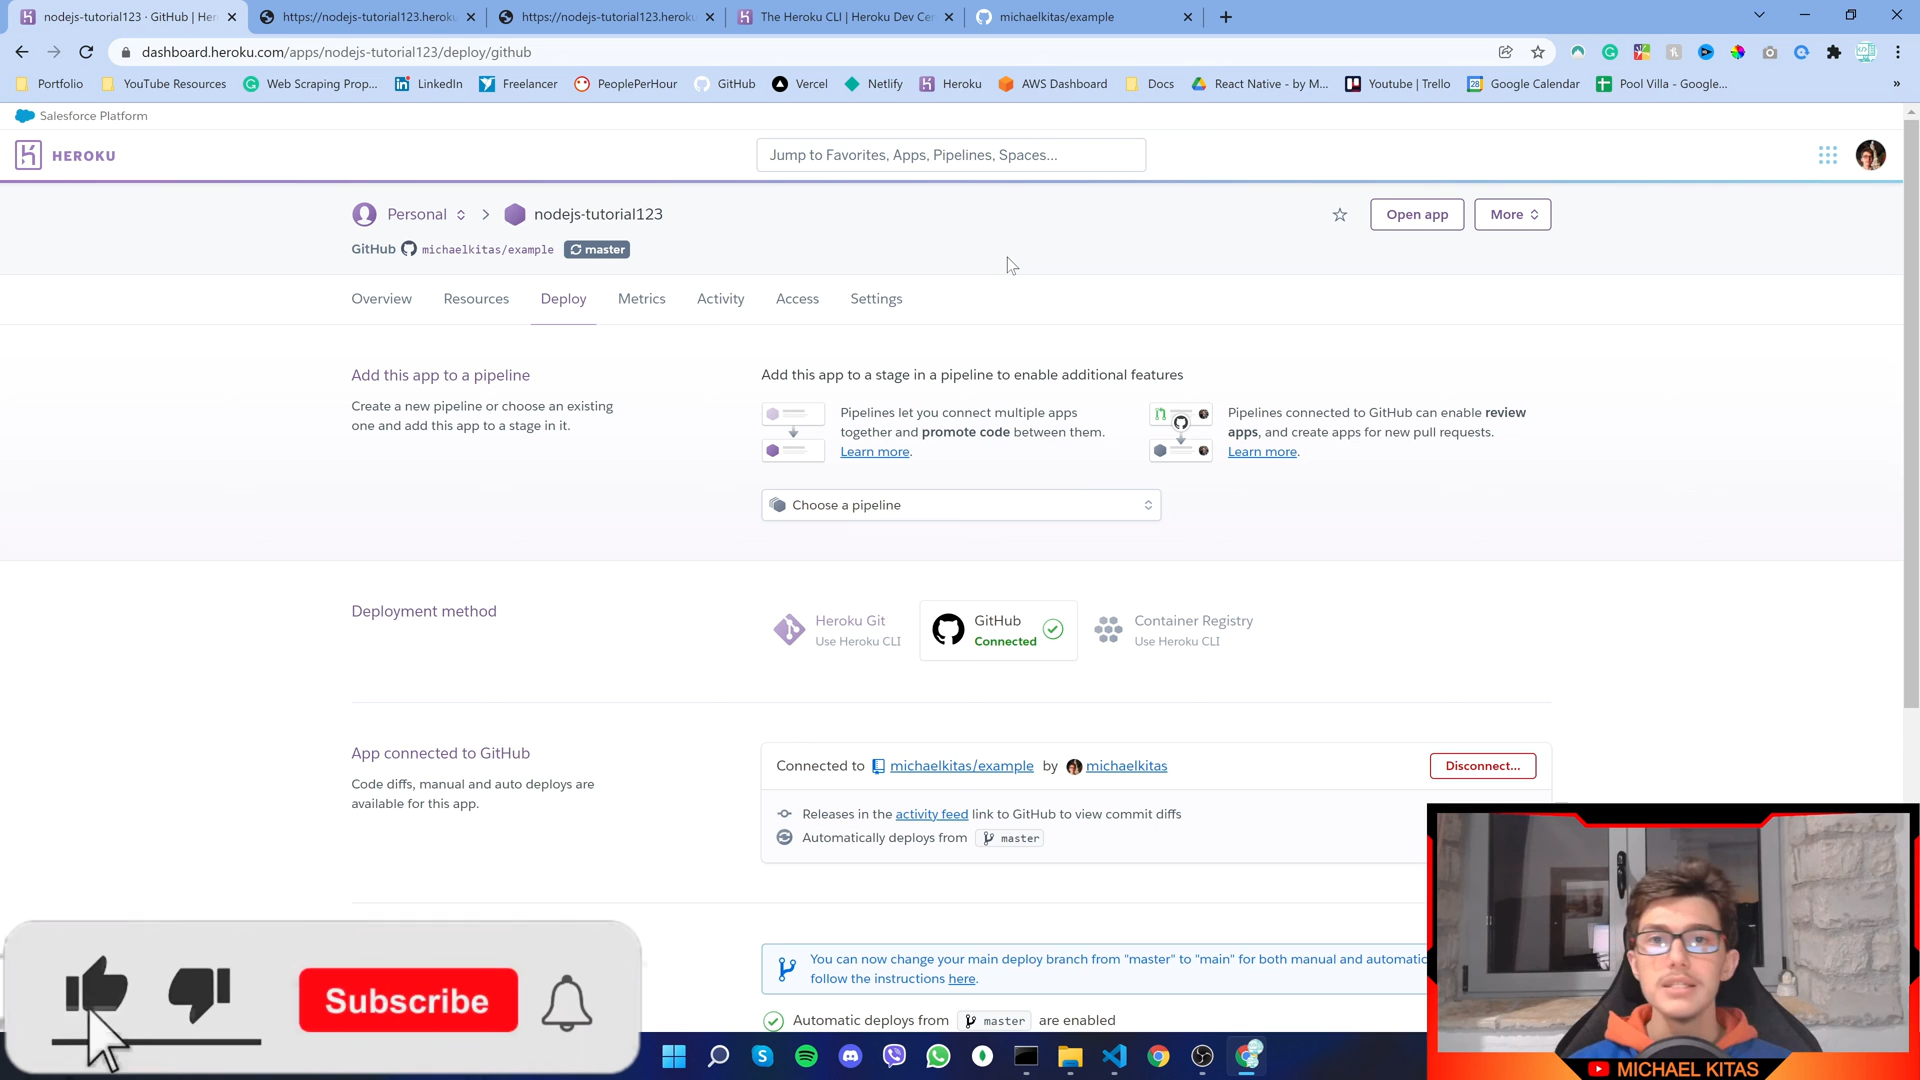 nodejs-tutorial123 · GitHub | Her
https://nodejs-tutorial123.heroku
https://nodejs-tutorial123.heroku
The Heroku CLI | Heroku Dev Cen
michaelkitas/example
dashboard.heroku.com/apps/nodejs-tutorial123/deploy/github
Portfolio
YouTube Resources
Web Scraping Prop...
LinkedIn
Freelancer
PeoplePerHour
GitHub
Vercel
Netlify
Heroku
AWS Dashboard
Docs
React Native - by M...
Youtube | Trello
Google Calendar
Pool Villa - Google...
Salesforce Platform
HEROKU
Jump to Favorites, Apps, Pipelines, Spaces...
Personal
nodejs-tutorial123
Open app
More
GitHub michaelkitas/example master
Overview
Resources
Deploy
Metrics
Activity
Access
Settings
Add this app to a pipeline
Create a new pipeline or choose an existing
one and add this app to a stage in it.
Add this app to a stage in a pipeline to enable additional features
Pipelines let you connect multiple apps
together and promote code between them.
Learn more.
Pipelines connected to GitHub can enable review
apps, and create apps for new pull requests.
Learn more.
Choose a pipeline
Deployment method
Heroku Git
Use Heroku CLI
GitHub
Connected
Container Registry
Use Heroku CLI
App connected to GitHub
Code diffs, manual and auto deploys are
available for this app.
Connected to michaelkitas/example by michaelkitas
Disconnect...
Releases in the activity feed link to GitHub to view commit diffs
Automatically deploys from master
You can now change your main deploy branch from "master" to "main" for both manual and automatic
follow the instructions here.
Automatic deploys from master are enabled
Subscribe
MICHAEL KITAS